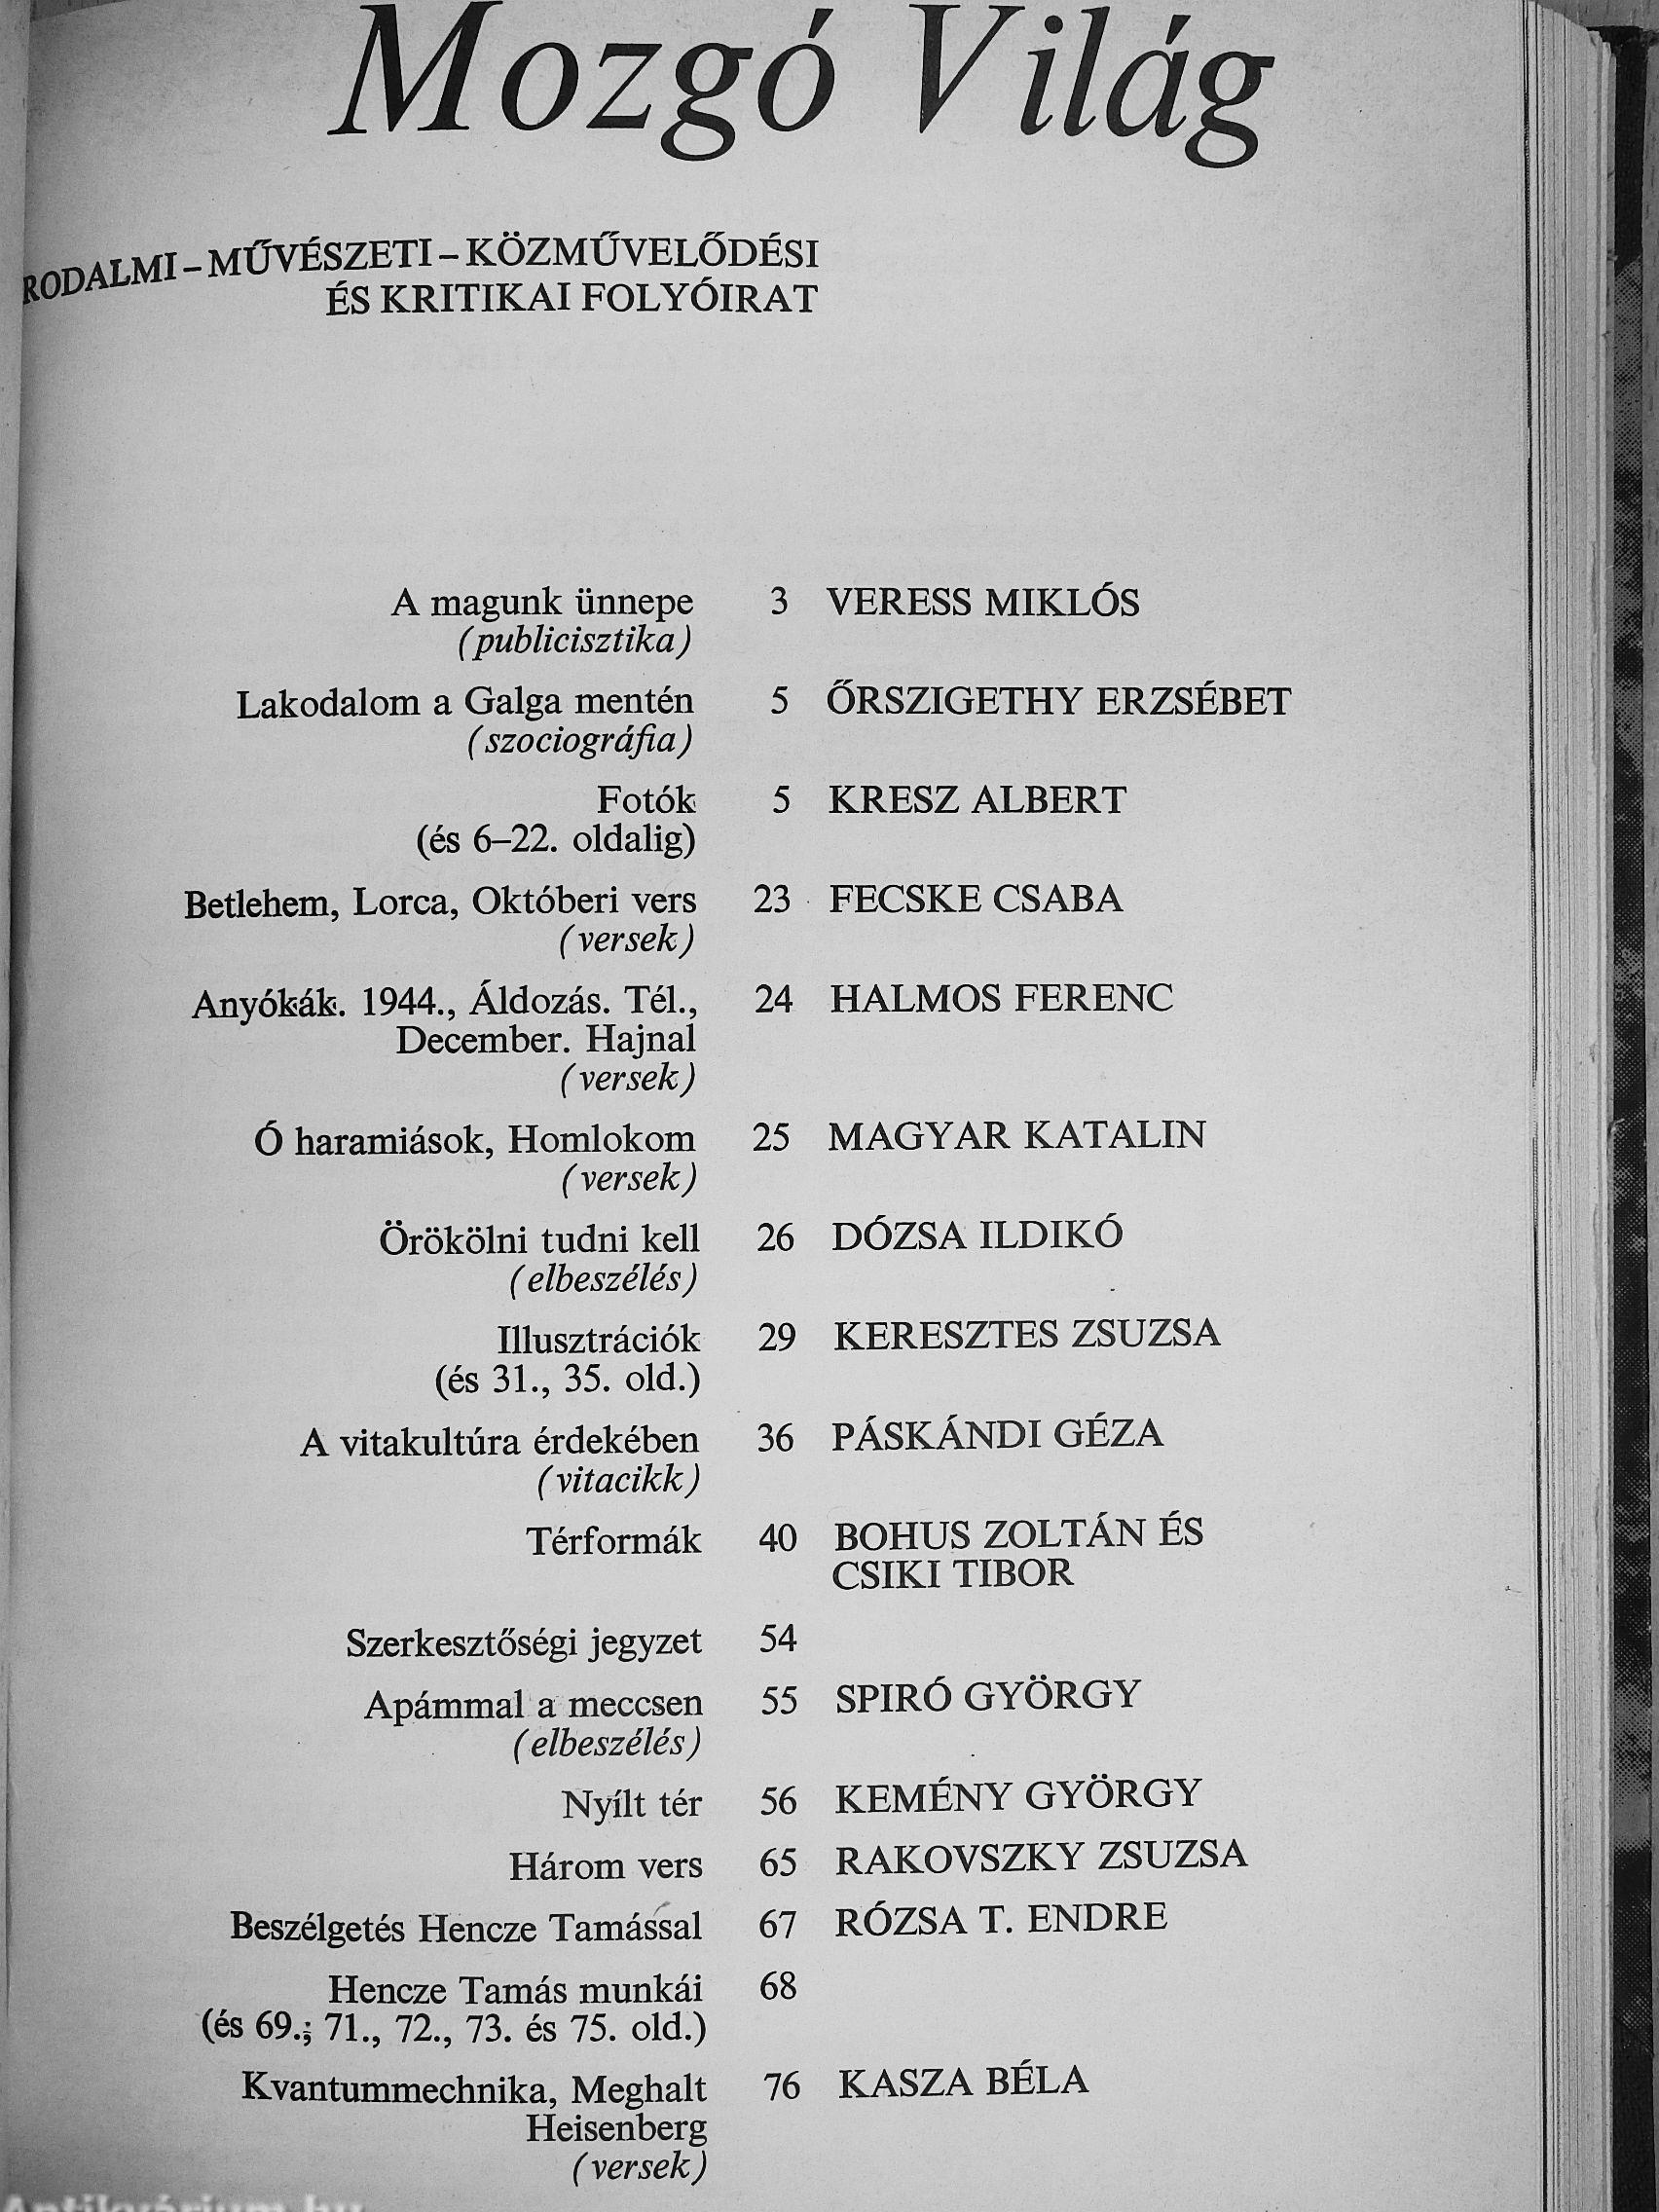 Mozgó Világ
RODALMI – MŰVÉSZETI – KÖZMŰVELŐDÉSI
ÉS KRITIKAI FOLYÓIRAT
A magunk ünnepe 3 VERESS MIKLÓS
(publicisztika)
Lakodalom a Galga mentén 5 ŐRSZIGETHY ERZSÉBET
(szociográfia)
Fotók 5 KRESZ ALBERT
(és 6–22. oldalig)
Betlehem, Lorca, Októberi vers 23 FECSKE CSABA
(versek)
Anyókák. 1944., Áldozás. Tél., 24 HALMOS FERENC
December. Hajnal
(versek)
Ó haramiások, Homlokom 25 MAGYAR KATALIN
(versek)
Örökölni tudni kell 26 DÓZSA ILDIKÓ
(elbeszélés)
Illusztrációk 29 KERESZTES ZSUZSA
(és 31., 35. old.)
A vitakultúra érdekében 36 PÁSKÁNDI GÉZA
(vitacikk)
Térformák 40 BOHUS ZOLTÁN ÉS
CSIKI TIBOR
Szerkesztőségi jegyzet 54
Apámmal a meccsen 55 SPIRÓ GYÖRGY
(elbeszélés)
Nyílt tér 56 KEMÉNY GYÖRGY
Három vers 65 RAKOVSZKY ZSUZSA
Beszélgetés Hencze Tamással 67 RÓZSA T. ENDRE
Hencze Tamás munkái 68
(és 69.; 71., 72., 73. és 75. old.)
Kvantummechnika, Meghalt 76 KASZA BÉLA
Heisenberg
(versek)
Antikvárium.hu